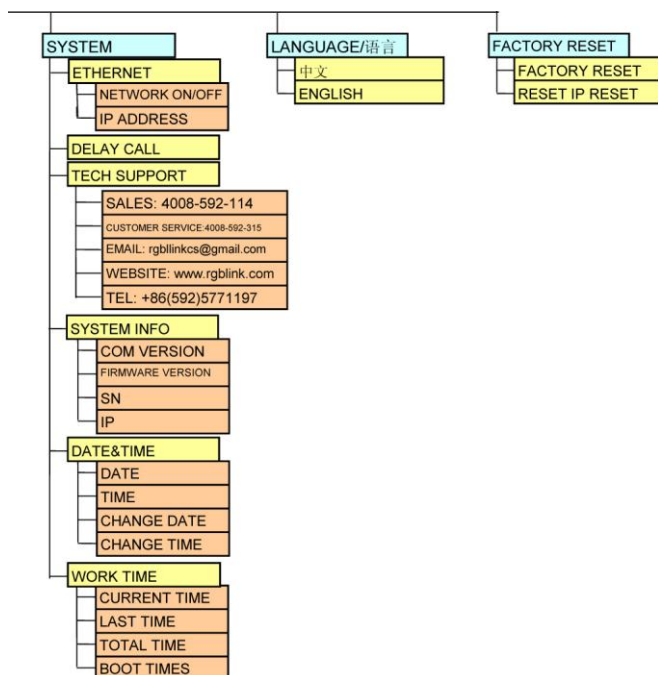 SYSTEM
ETHERNET
NETWORK ON/OFF
IP ADDRESS
DELAY CALL
TECH SUPPORT
SALES: 4008-592-114
CUSTOMER SERVICE:4008-592-315
EMAIL: rgbllinkcs@gmail.com
WEBSITE: www.rgblink.com
TEL: +86(592)5771197
SYSTEM INFO
COM VERSION
FIRMWARE VERSION
SN
IP
DATE&TIME
DATE
TIME
CHANGE DATE
CHANGE TIME
WORK TIME
CURRENT TIME
LAST TIME
TOTAL TIME
BOOT TIMES
LANGUAGE/语言
中文
ENGLISH
FACTORY RESET
FACTORY RESET
RESET IP RESET